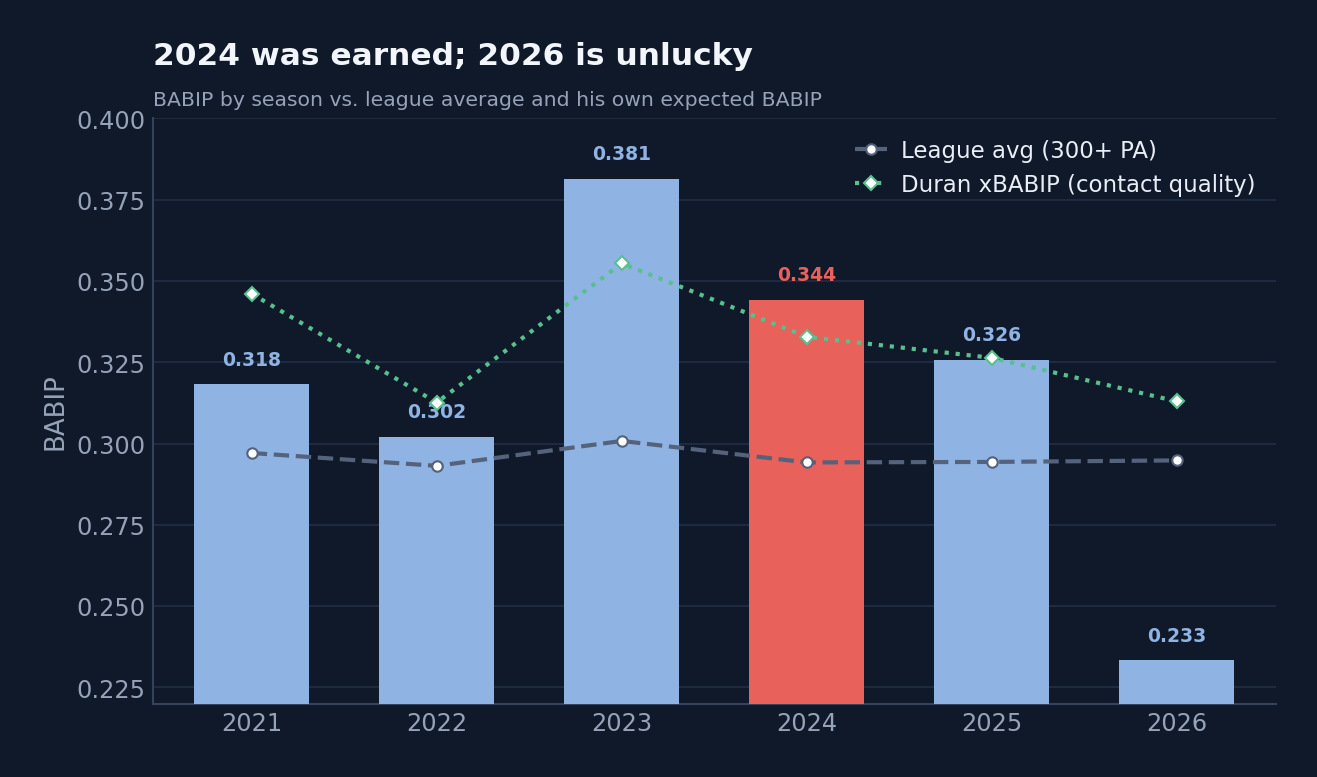 2024 was earned; 2026 is unlucky
BABIP by season vs. league average and his own expected BABIP
League avg (300+ PA)
Duran xBABIP (contact quality)
BABIP
0.400
0.375
0.350
0.325
0.300
0.275
0.250
0.225
0.318
0.302
0.381
0.344
0.326
0.233
2021 2022 2023 2024 2025 2026